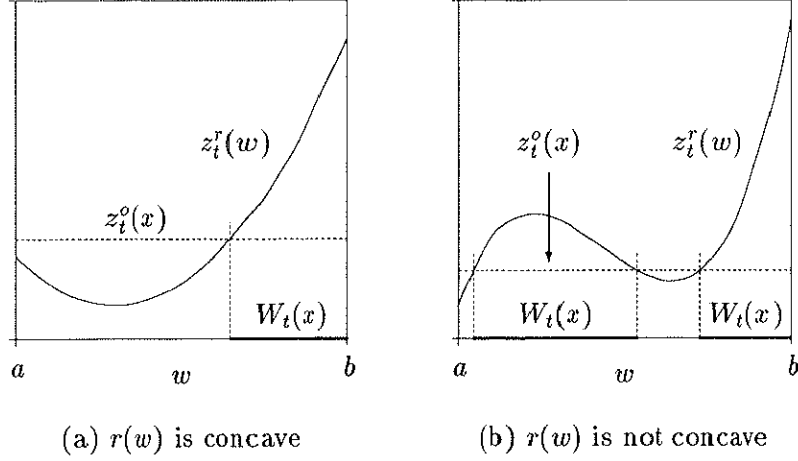 z_t^r(w)
z_t^o(x)
W_t(x)
a w b
(a) r(w) is concave
z_t^o(x) z_t^r(w)
W_t(x) W_t(x)
a w b
(b) r(w) is not concave